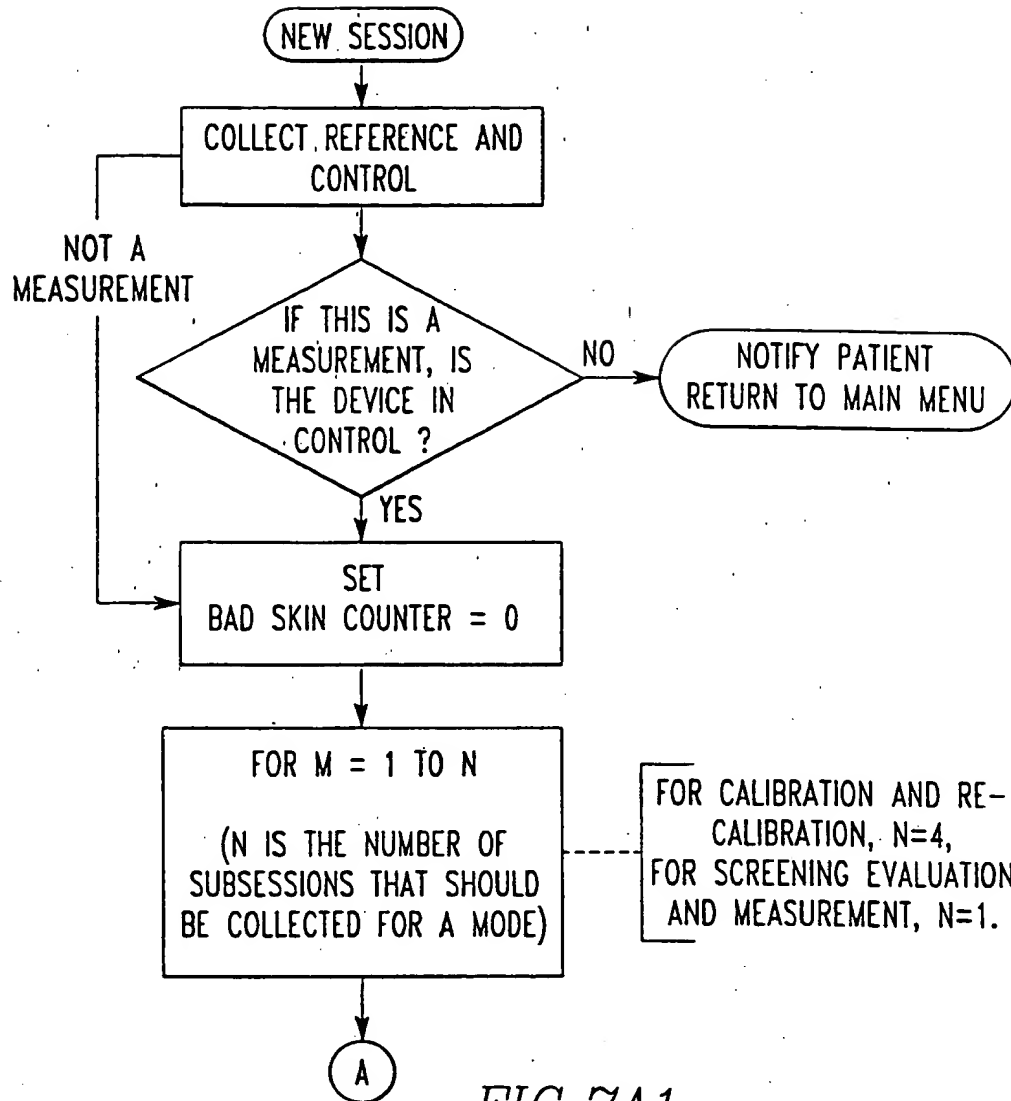 NEW SESSION
COLLECT REFERENCE AND
CONTROL
NOT A
MEASUREMENT
IF THIS IS A
MEASUREMENT, IS
THE DEVICE IN
CONTROL ?
NO
NOTIFY PATIENT
RETURN TO MAIN MENU
YES
SET
BAD SKIN COUNTER = 0
FOR M = 1 TO N
(N IS THE NUMBER OF
SUBSESSIONS THAT SHOULD
BE COLLECTED FOR A MODE)
FOR CALIBRATION AND RE-
CALIBRATION, N=4,
FOR SCREENING EVALUATION
AND MEASUREMENT, N=1.
A
FIG. 7A1